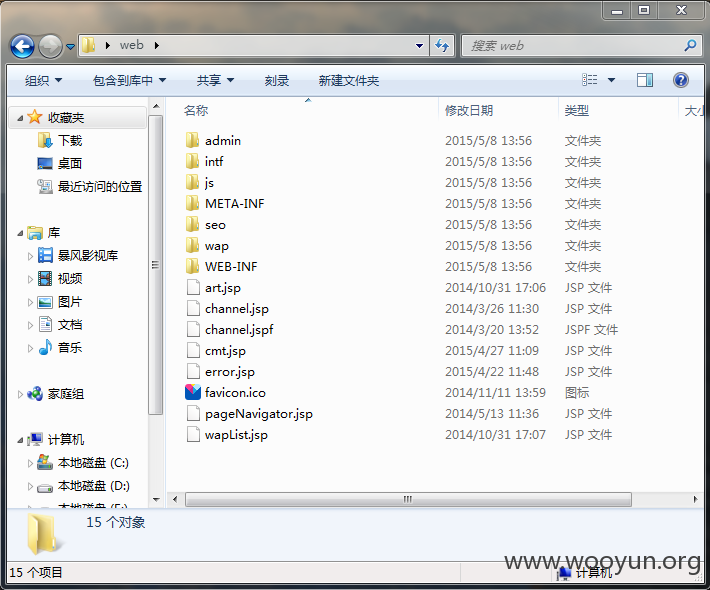 web
搜索 web
组织 包含到库中 共享 刻录 新建文件夹
名称 修改日期 类型 大小
收藏夹
下载
桌面
最近访问的位置
库
暴风影视库
视频
图片
文档
音乐
家庭组
计算机
本地磁盘 (C:)
本地磁盘 (D:)
admin 2015/5/8 13:56 文件夹
intf 2015/5/8 13:56 文件夹
js 2015/5/8 13:56 文件夹
META-INF 2015/5/8 13:56 文件夹
seo 2015/5/8 13:56 文件夹
wap 2015/5/8 13:56 文件夹
WEB-INF 2015/5/8 13:56 文件夹
art.jsp 2014/10/31 17:06 JSP 文件
channel.jsp 2014/3/26 11:30 JSP 文件
channel.jspf 2014/3/20 13:52 JSPF 文件
cmt.jsp 2015/4/27 11:09 JSP 文件
error.jsp 2015/4/22 11:48 JSP 文件
favicon.ico 2014/11/11 13:59 图标
pageNavigator.jsp 2014/5/13 11:36 JSP 文件
wapList.jsp 2014/10/31 17:07 JSP 文件
15 个对象
www.wooyun.org
15 个项目
计算机